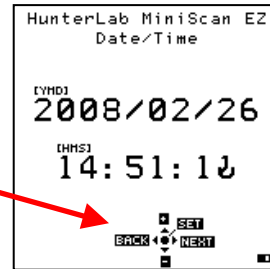 HunterLab MiniScan EZ
Date/Time
[YMD]
2008/02/26
[HMS]
14:51:1
SET
BACK NEXT